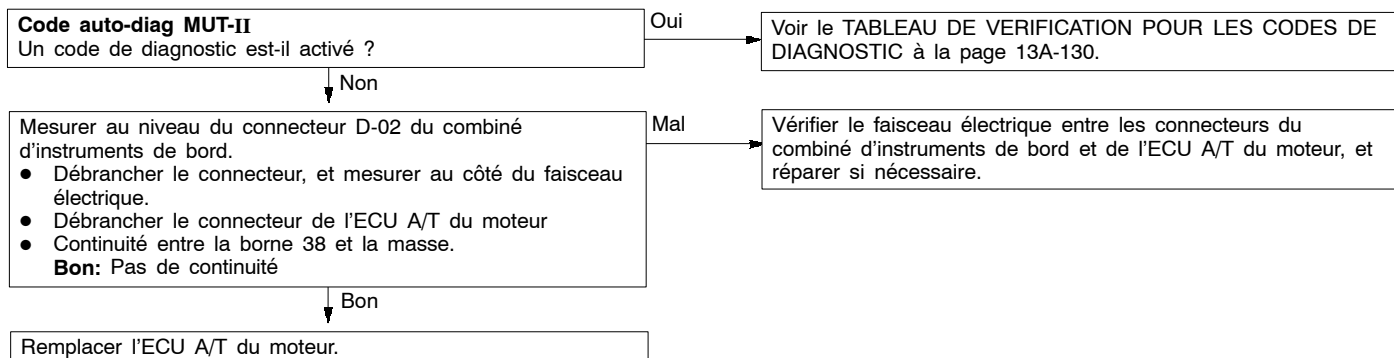 Code auto-diag MUT-II
Un code de diagnostic est-il activé ?
Oui
Voir le TABLEAU DE VERIFICATION POUR LES CODES DE
DIAGNOSTIC à la page 13A-130.
Non
Mesurer au niveau du connecteur D-02 du combiné
d'instruments de bord.
● Débrancher le connecteur, et mesurer au côté du faisceau
électrique.
● Débrancher le connecteur de l'ECU A/T du moteur
● Continuité entre la borne 38 et la masse.
Bon: Pas de continuité
Mal
Vérifier le faisceau électrique entre les connecteurs du
combiné d'instruments de bord et de l'ECU A/T du moteur, et
réparer si nécessaire.
Bon
Remplacer l'ECU A/T du moteur.